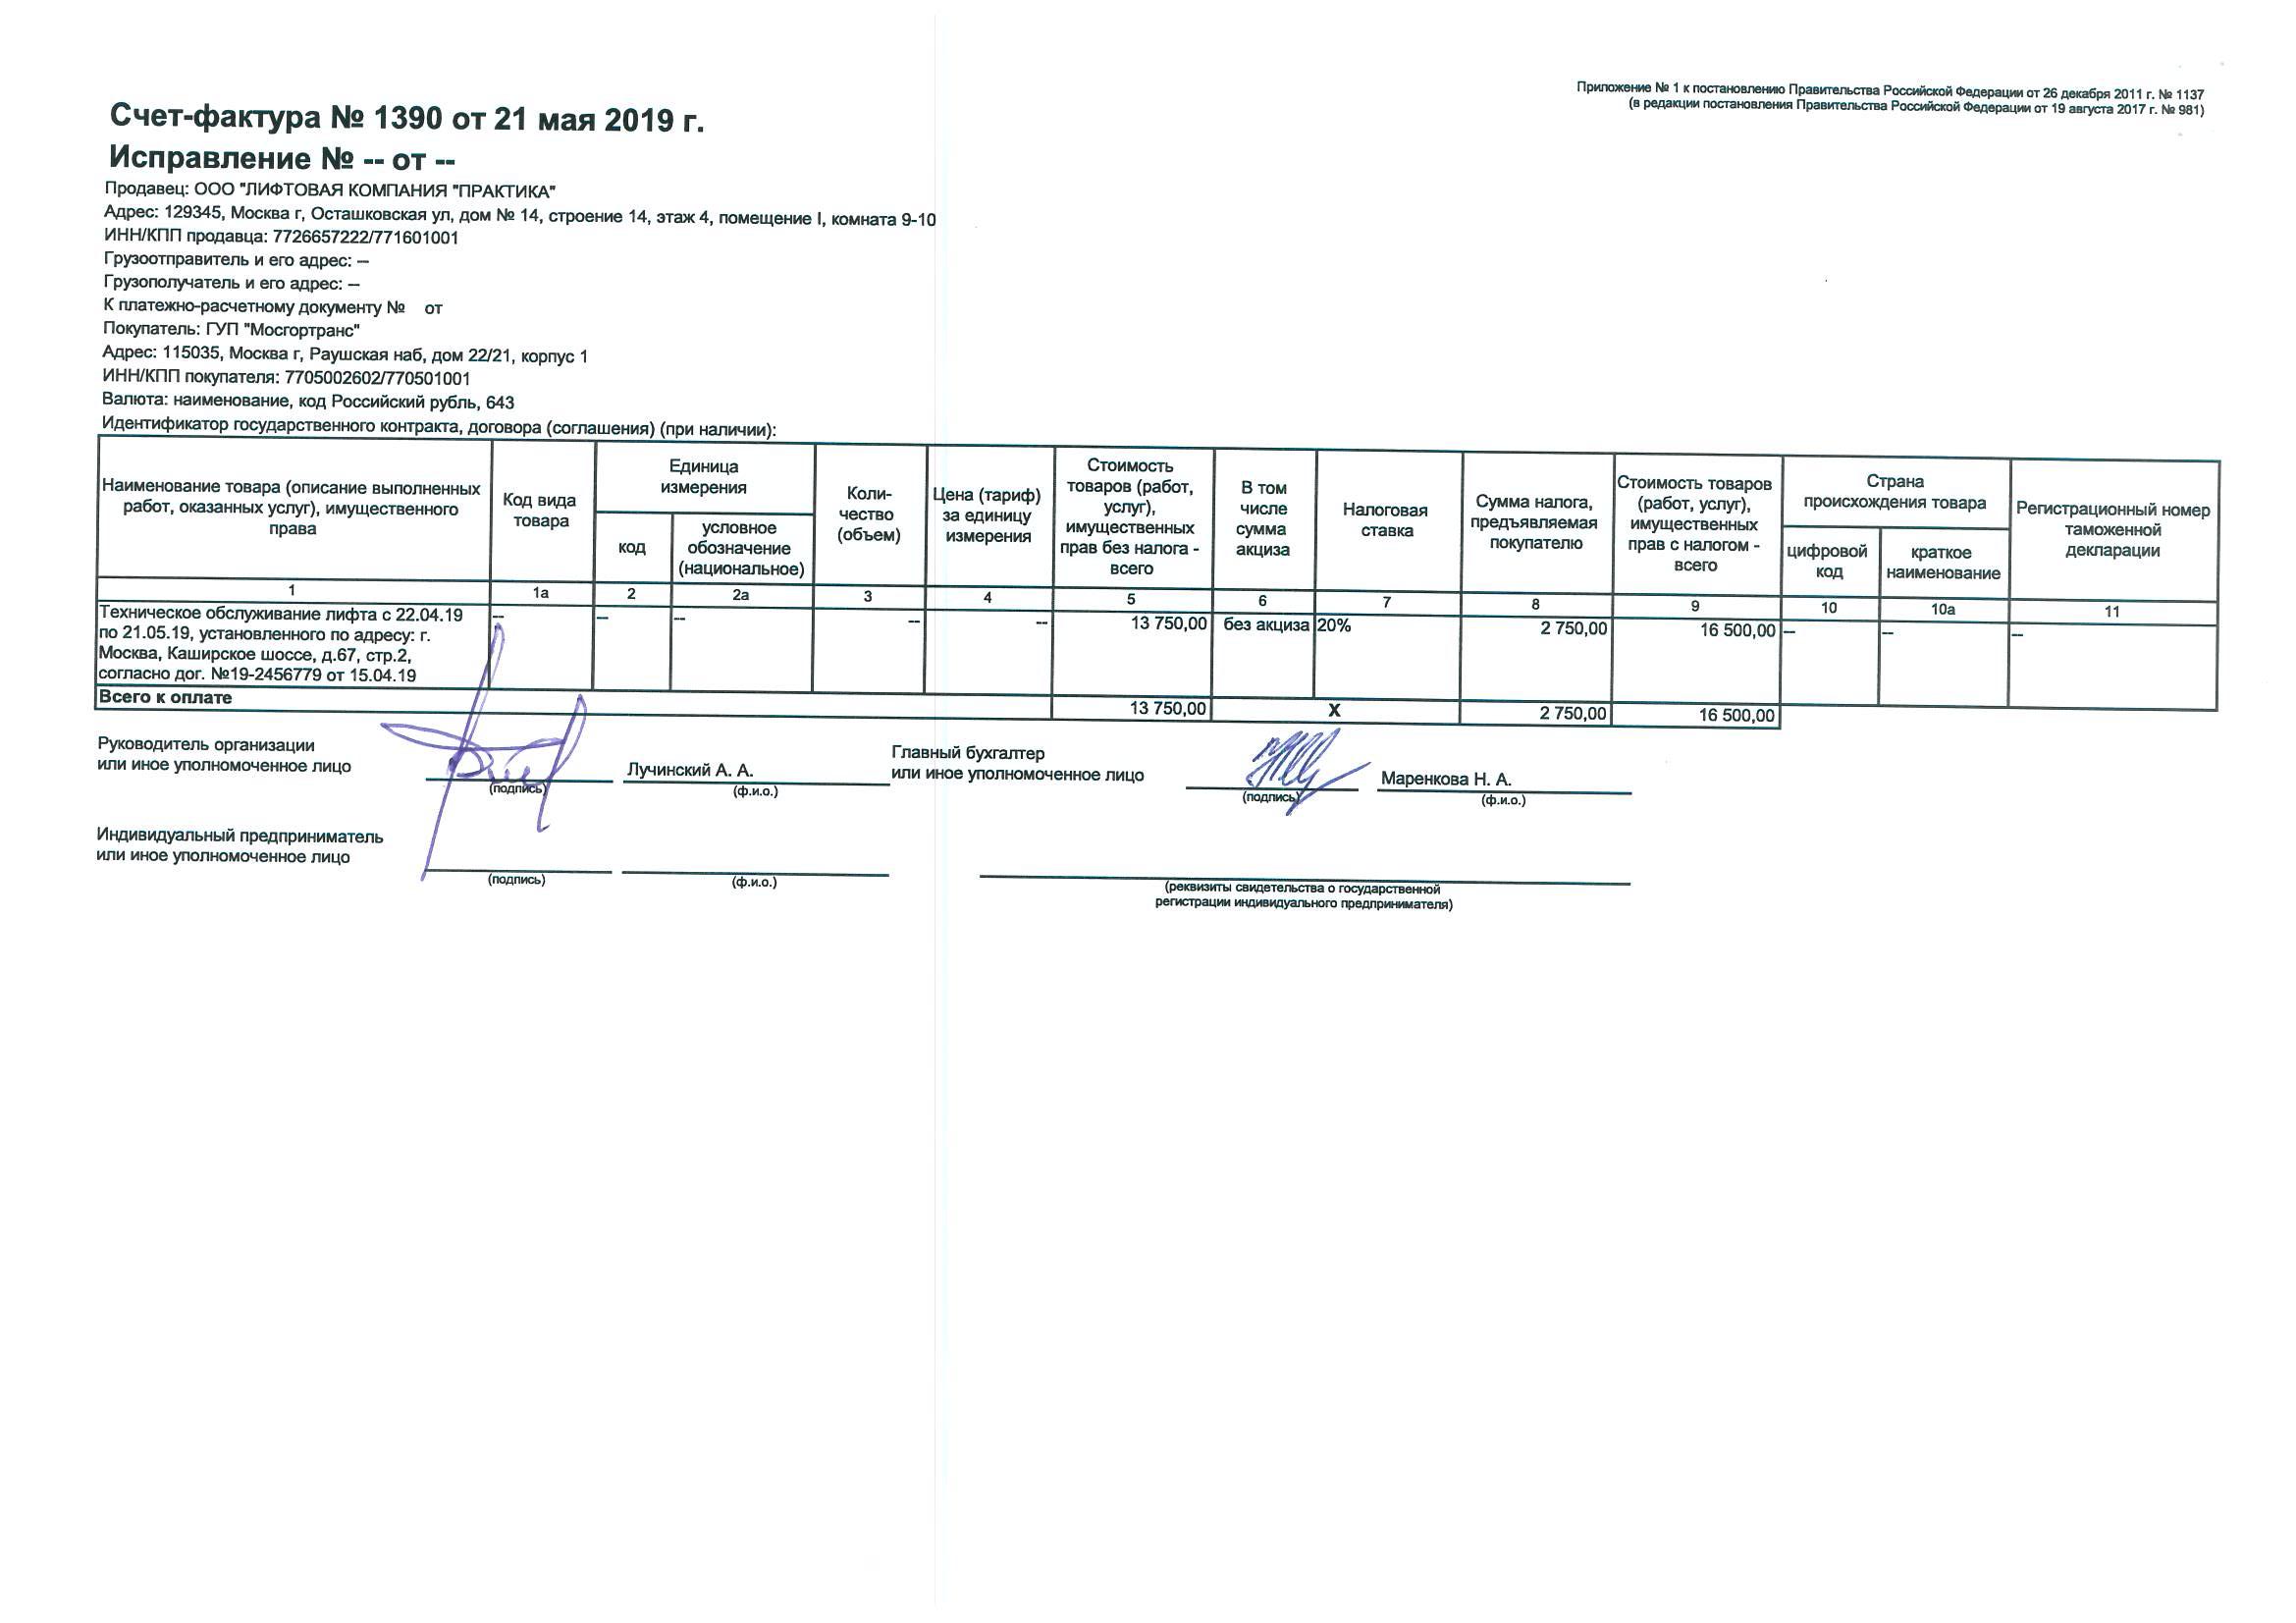 Приложение № 1 к постановлению Правительства Российской Федерации от 26 декабря 2011 г. № 1137
(в редакции постановления Правительства Российской Федерации от 19 августа 2017 г. № 981)
Счет-фактура № 1390 от 21 мая 2019 г.
Исправление № -- от --
Продавец: ООО "ЛИФТОВАЯ КОМПАНИЯ "ПРАКТИКА"
Адрес: 129345, Москва г, Осташковская ул, дом № 14, строение 14, этаж 4, помещение I, комната 9-10
ИНН/КПП продавца: 7726657222/771601001
Грузоотправитель и его адрес: --
Грузополучатель и его адрес: --
К платежно-расчетному документу № от
Покупатель: ГУП "Мосгортранс"
Адрес: 115035, Москва г, Раушская наб, дом 22/21, корпус 1
ИНН/КПП покупателя: 7705002602/770501001
Валюта: наименование, код Российский рубль, 643
Идентификатор государственного контракта, договора (соглашения) (при наличии):
Наименование товара (описание выполненных
работ, оказанных услуг), имущественного
права
Код вида
товара
Единица
измерения
код
условное
обозначение
(национальное)
Коли-
чество
(объем)
Цена (тариф)
за единицу
измерения
Стоимость
товаров (работ,
услуг),
имущественных
прав без налога -
всего
В том
числе
сумма
акциза
Налоговая
ставка
Сумма налога,
предъявляемая
покупателю
Стоимость товаров
(работ, услуг),
имущественных
прав с налогом -
всего
Страна
происхождения товара
цифровой
код
краткое
наименование
Регистрационный номер
таможенной
декларации
1 1а 2 2а 3 4 5 6 7 8 9 10 10а 11
Техническое обслуживание лифта с 22.04.19
по 21.05.19, установленного по адресу: г.
Москва, Каширское шоссе, д.67, стр.2,
согласно дог. №19-2456779 от 15.04.19
-- -- -- -- -- 13 750,00 без акциза 20% 2 750,00 16 500,00 -- -- --
Всего к оплате 13 750,00 X 2 750,00 16 500,00
Руководитель организации
или иное уполномоченное лицо
(подпись)
Лучинский А. А.
(ф.и.о.)
Главный бухгалтер
или иное уполномоченное лицо
(подпись)
Маренкова Н. А.
(ф.и.о.)
Индивидуальный предприниматель
или иное уполномоченное лицо
(подпись)
(ф.и.о.)
(реквизиты свидетельства о государственной
регистрации индивидуального предпринимателя)